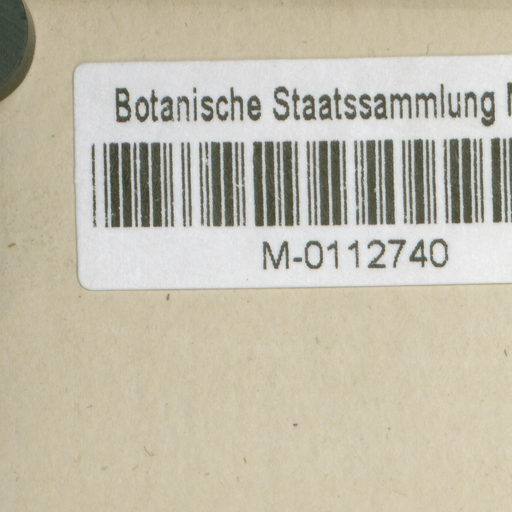 Botanische Staatssammlung
M-0112740